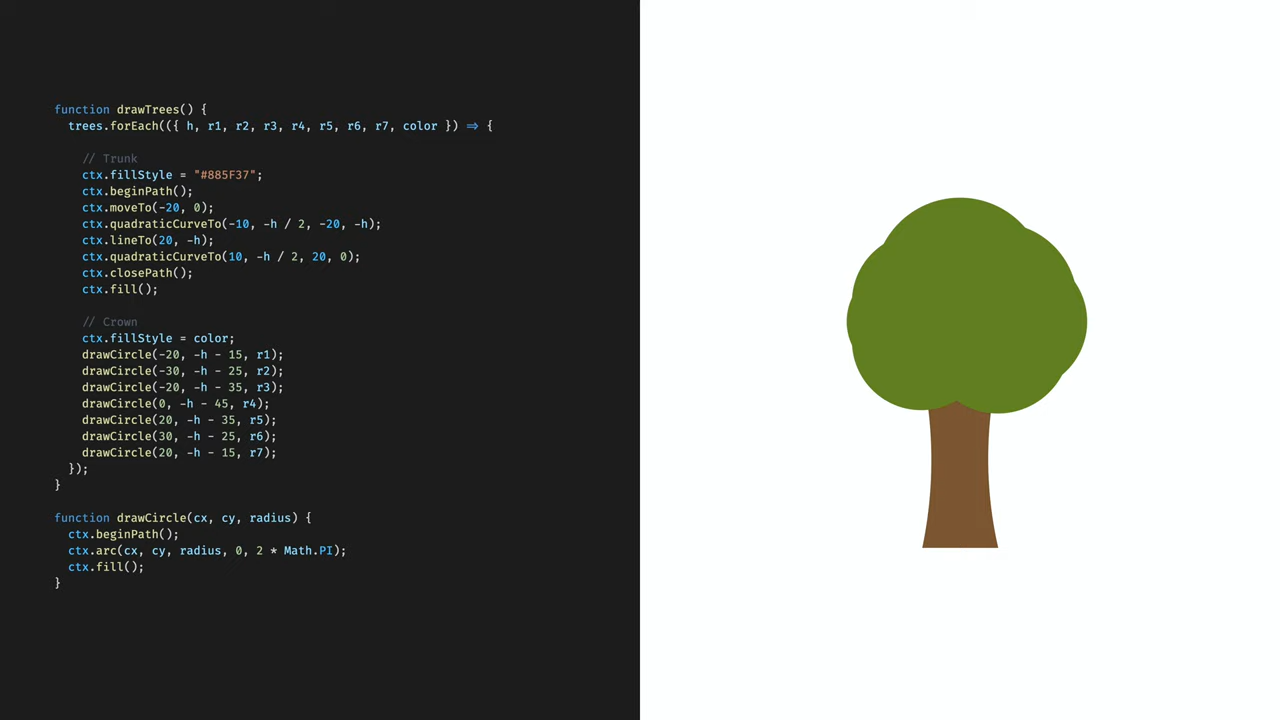 function drawTrees() {
  trees.forEach(({ h, r1, r2, r3, r4, r5, r6, r7, color }) => {

    // Trunk
    ctx.fillStyle = "#885F37";
    ctx.beginPath();
    ctx.moveTo(-20, 0);
    ctx.quadraticCurveTo(-10, -h / 2, -20, -h);
    ctx.lineTo(20, -h);
    ctx.quadraticCurveTo(10, -h / 2, 20, 0);
    ctx.closePath();
    ctx.fill();

    // Crown
    ctx.fillStyle = color;
    drawCircle(-20, -h - 15, r1);
    drawCircle(-30, -h - 25, r2);
    drawCircle(-20, -h - 35, r3);
    drawCircle(0, -h - 45, r4);
    drawCircle(20, -h - 35, r5);
    drawCircle(30, -h - 25, r6);
    drawCircle(20, -h - 15, r7);
  });
}

function drawCircle(cx, cy, radius) {
  ctx.beginPath();
  ctx.arc(cx, cy, radius, 0, 2 * Math.PI);
  ctx.fill();
}